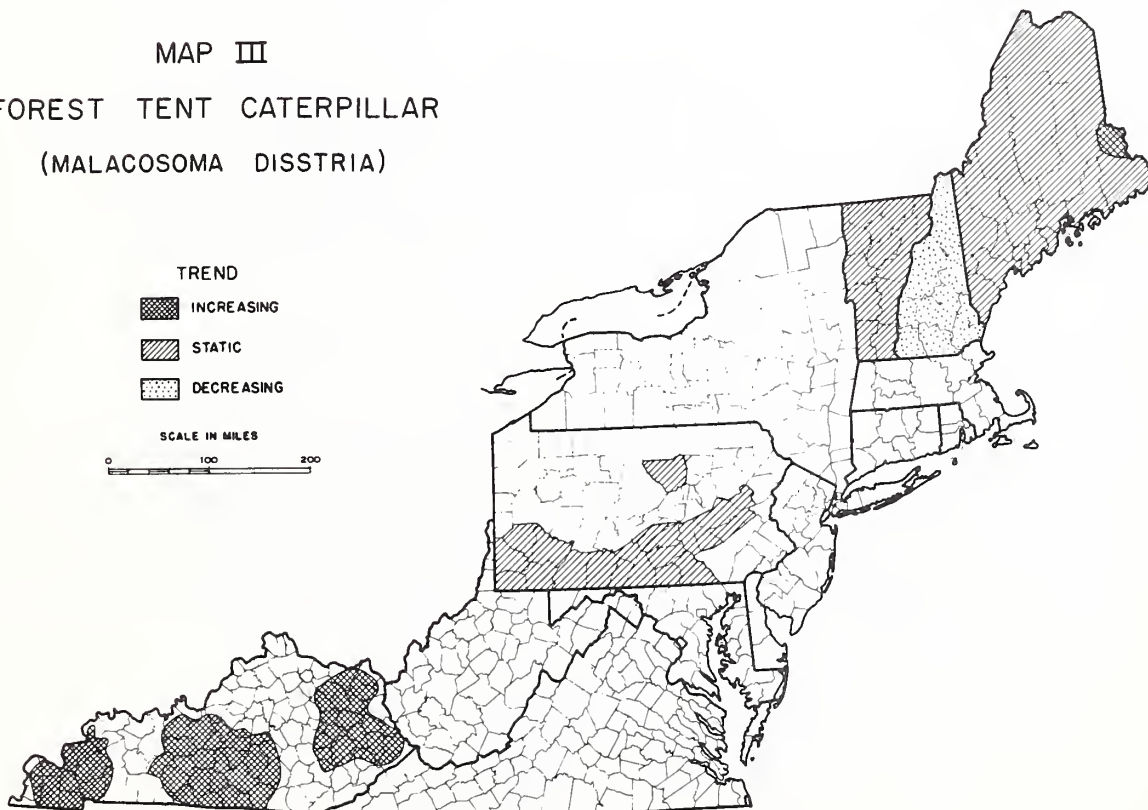 MAP III
FOREST TENT CATERPILLAR
(MALACOSOMA DISSTRIA)
TREND
INCREASING
STATIC
DECREASING
SCALE IN MILES
0 100 200